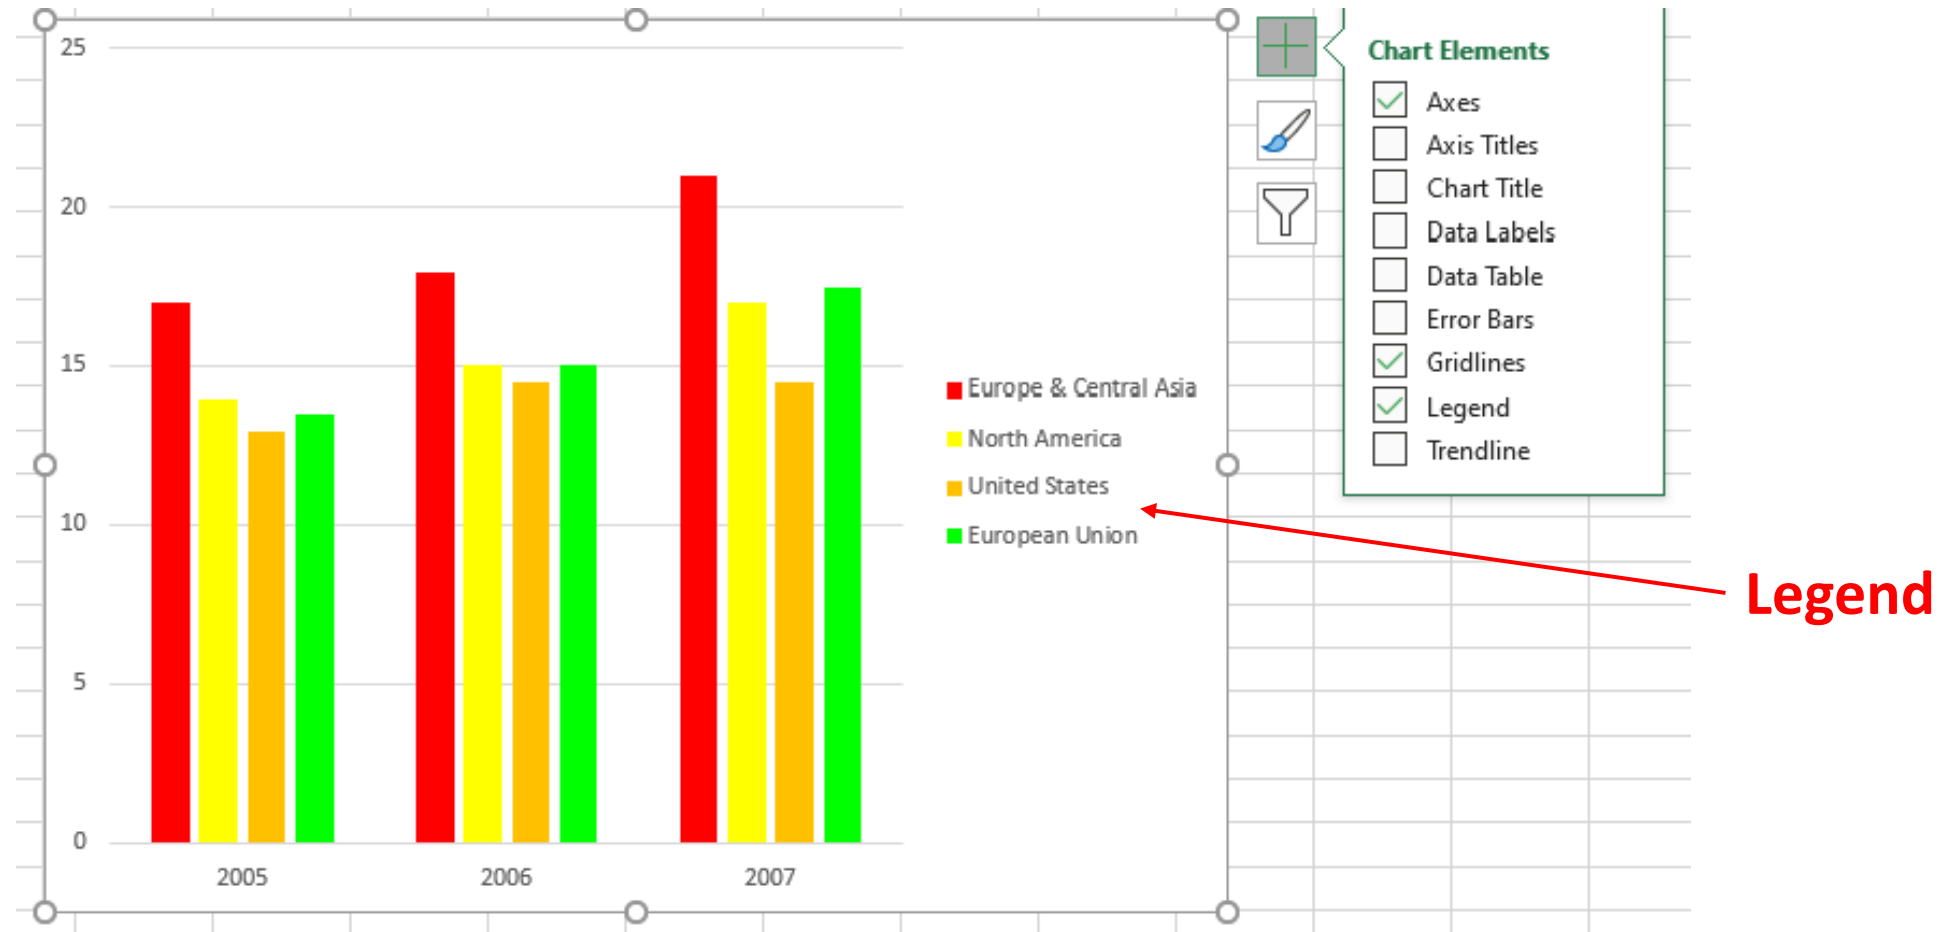 25
20
15
10
5
0
2005 2006 2007
Europe & Central Asia
North America
United States
European Union
Chart Elements
Axes
Axis Titles
Chart Title
Data Labels
Data Table
Error Bars
Gridlines
Legend
Trendline
Legend